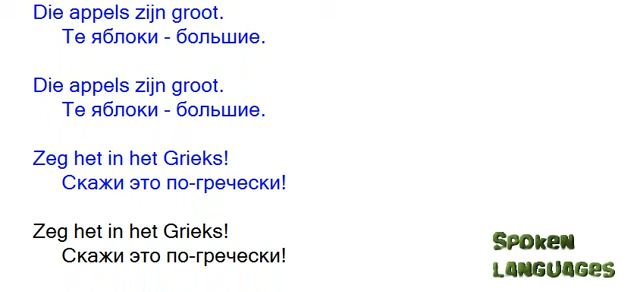 Die appels zijn groot.
Те яблоки - большие.
Die appels zijn groot.
Те яблоки - большие.
Zeg het in het Grieks!
Скажи это по-гречески!
Zeg het in het Grieks!
Скажи это по-гречески!
SPOKEN
LANGUAGES